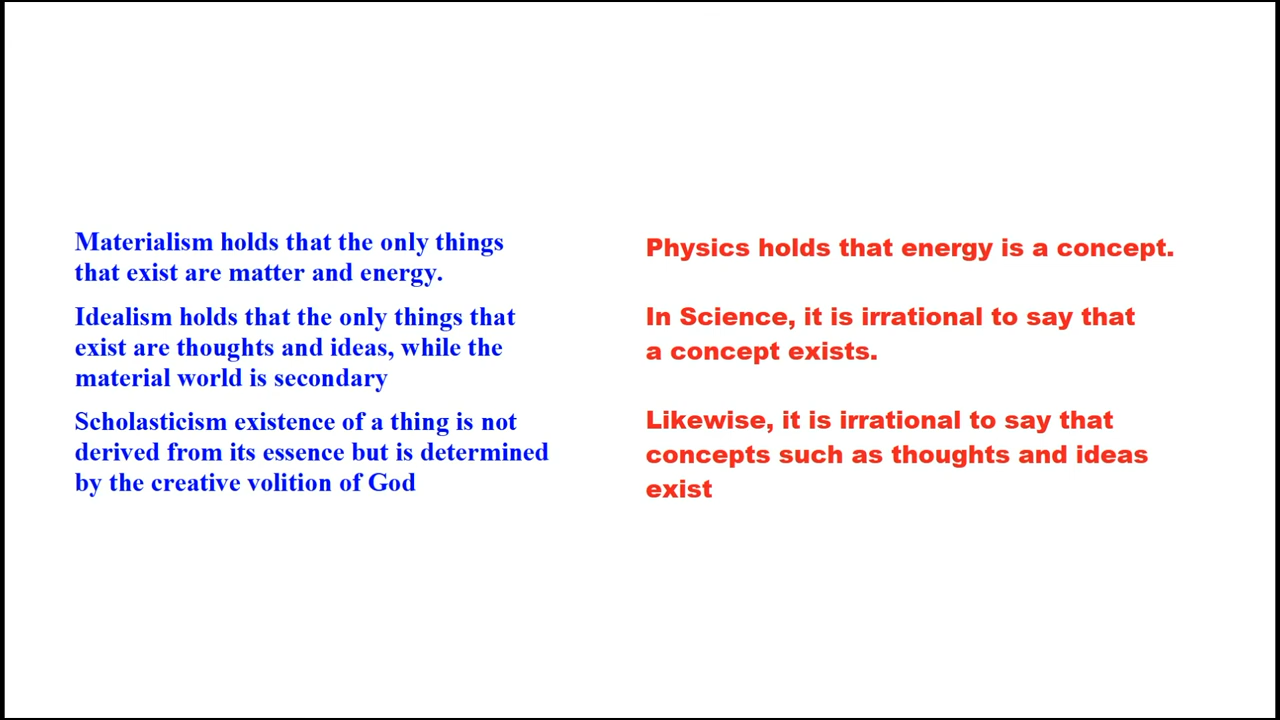 Materialism holds that the only things
that exist are matter and energy.
Idealism holds that the only things that
exist are thoughts and ideas, while the
material world is secondary
Scholasticism existence of a thing is not
derived from its essence but is determined
by the creative volition of God
Physics holds that energy is a concept.
In Science, it is irrational to say that
a concept exists.
Likewise, it is irrational to say that
concepts such as thoughts and ideas
exist